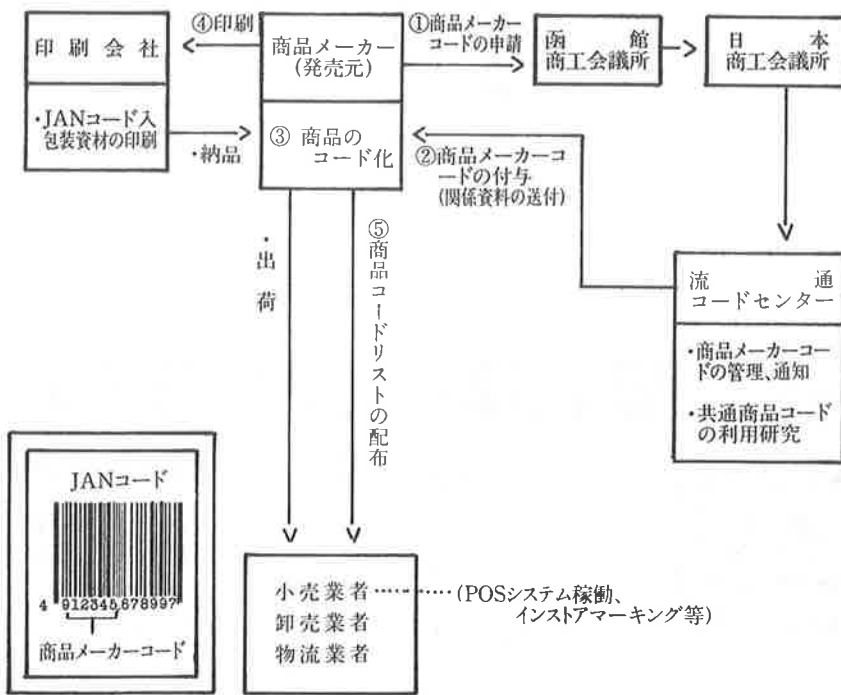 印刷会社
・JANコード入
包装資材の印刷
④印刷
・納品
商品メーカー
(発売元)
③ 商品の
コード化
①商品メーカー
コードの申請
函館
商工会議所
日本
商工会議所
②商品メーカーコ
ードの付与
(関係資料の送付)
流通
コードセンター
・商品メーカーコー
ドの管理、通知
・共通商品コード
の利用研究
・出荷
⑤商品コードリストの配布
JANコード
4 912345678997
商品メーカーコード
小売業者………(POSシステム稼働、
インストアマーキング等)
卸売業者
物流業者